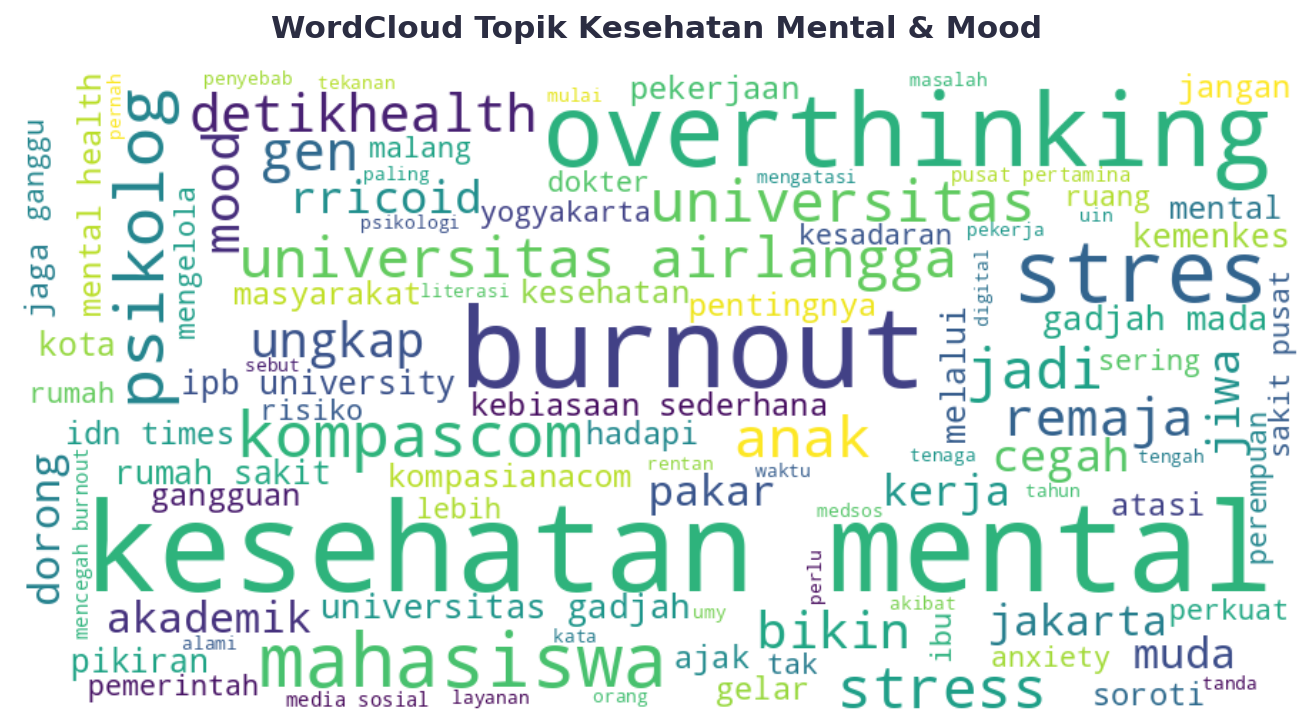 WordCloud Topik Kesehatan Mental & Mood
penyebab
tekanan
mulai
pekerjaan
masalah
jangan
pernah
mental health
jaga ganggu
psikolog
detikhealth
overthinking
mood
gen
malang
paling
rricoid
dokter
mengatasi
pusat pertamina
ruang
mental
psikologi
yogyakarta
universitas
uin
mengelola
kesadaran
pekerja
kemenkes
universitas airlangga
stres
digital
masyarakat
literasi
kesehatan
pentingnya
sakit pusat
kota
ungkap
burnout
melalui
gadjah mada
sebut
jadi
sering
jiwa
rumah
ipb university
risiko
kebiasaan sederhana
remaja
idn times
kompascom
hadapi
anak
perempuan
rumah sakit
kompasianacom
rentan
waktu
tenaga
cegah
tengah
dorong
mencegah burnout
gangguan
lebih
pakar
kerja
tahun
atasi
medsos
kesehatan mental
perlu
akademik
universitas gadjah
umy
akibat
ibu
jakarta
perkuat
alami
kata
bikin
pikiran
mahasiswa
ajak
tak
anxiety
muda
pemerintah
media sosial
layanan
orang
gelar
stress
soroti
tanda